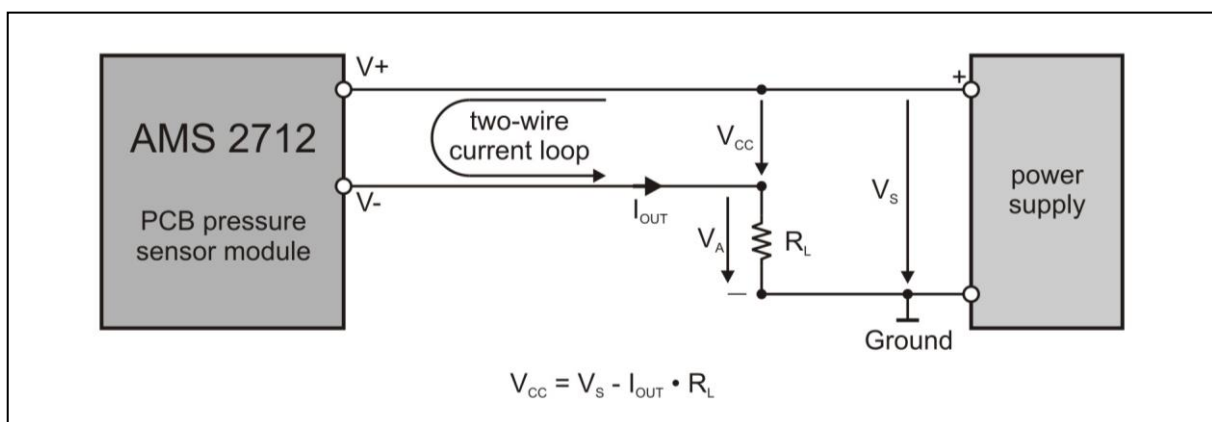 V+
AMS 2712
PCB pressure
sensor module
V-
two-wire
current loop
I_OUT
V_CC
V_A
R_L
V_S
+
power
supply
—
Ground
V_CC = V_S - I_OUT • R_L